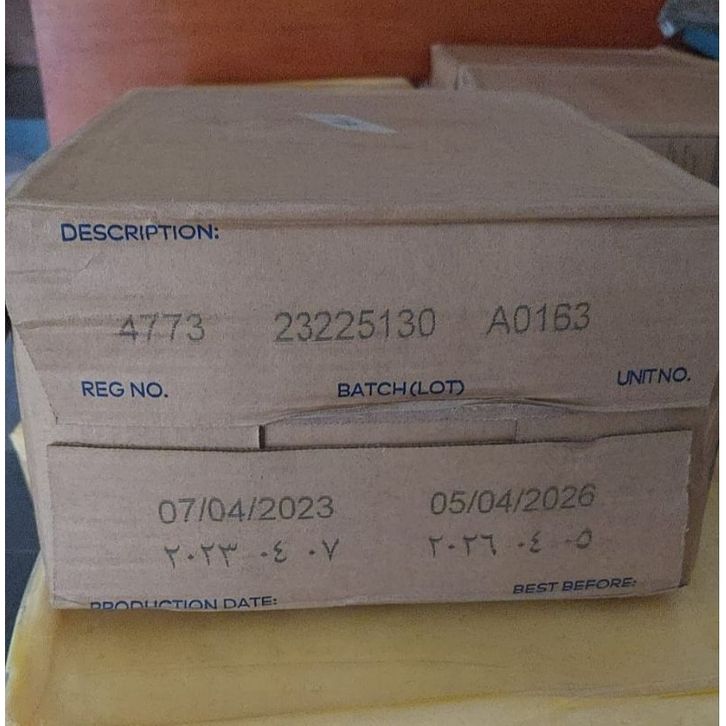 DESCRIPTION:
4773 23225130 A0163
REG NO. BATCH(LOT) UNIT NO.
07/04/2023 05/04/2026
٢٠٢٣ ٠٤ ٠٧ ٢٠٢٦ ٠٤ ٠٥
PRODUCTION DATE: BEST BEFORE: